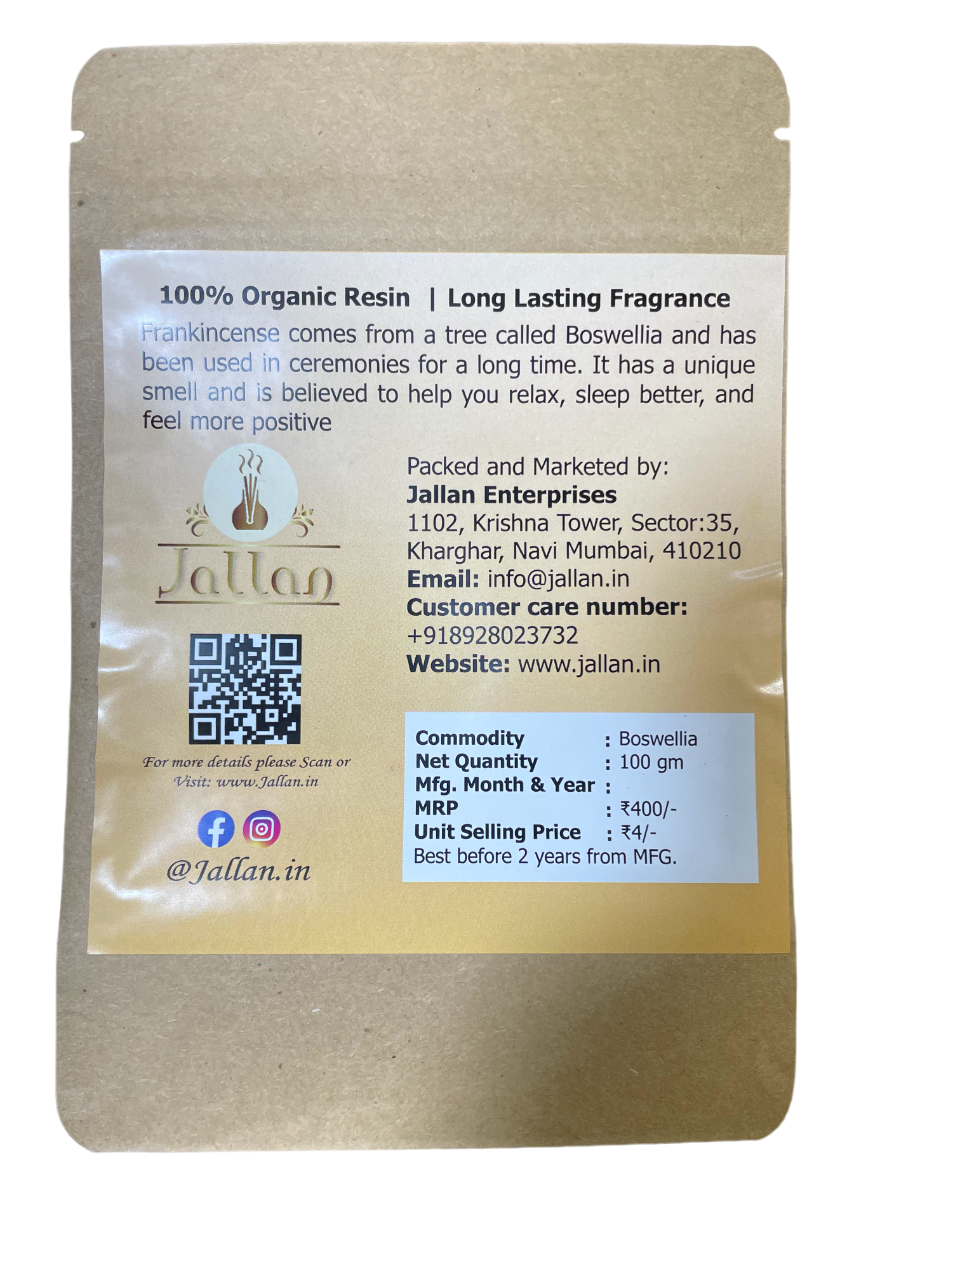 100% Organic Resin | Long Lasting Fragrance
Frankincense comes from a tree called Boswellia and has
been used in ceremonies for a long time. It has a unique
smell and is believed to help you relax, sleep better, and
feel more positive
Jallan
For more details please Scan or
Visit: www.Jallan.in
@Jallan.in
Packed and Marketed by:
Jallan Enterprises
1102, Krishna Tower, Sector:35,
Kharghar, Navi Mumbai, 410210
Email: info@jallan.in
Customer care number:
+918928023732
Website: www.jallan.in
Commodity : Boswellia
Net Quantity : 100 gm
Mfg. Month & Year :
MRP : ₹400/-
Unit Selling Price : ₹4/-
Best before 2 years from MFG.